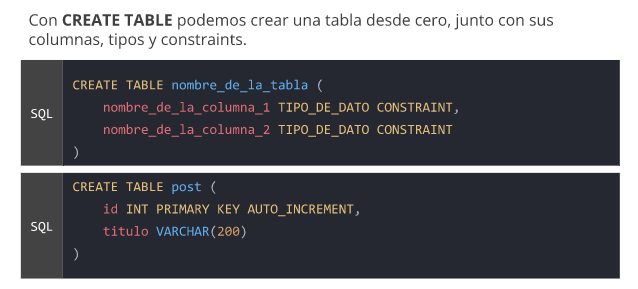 Con CREATE TABLE podemos crear una tabla desde cero, junto con sus
columnas, tipos y constraints.
SQL
CREATE TABLE nombre_de_la_tabla (
nombre_de_la_columna_1 TIPO_DE_DATO CONSTRAINT,
nombre_de_la_columna_2 TIPO_DE_DATO CONSTRAINT
)
SQL
CREATE TABLE post (
id INT PRIMARY KEY AUTO_INCREMENT,
titulo VARCHAR(200)
)